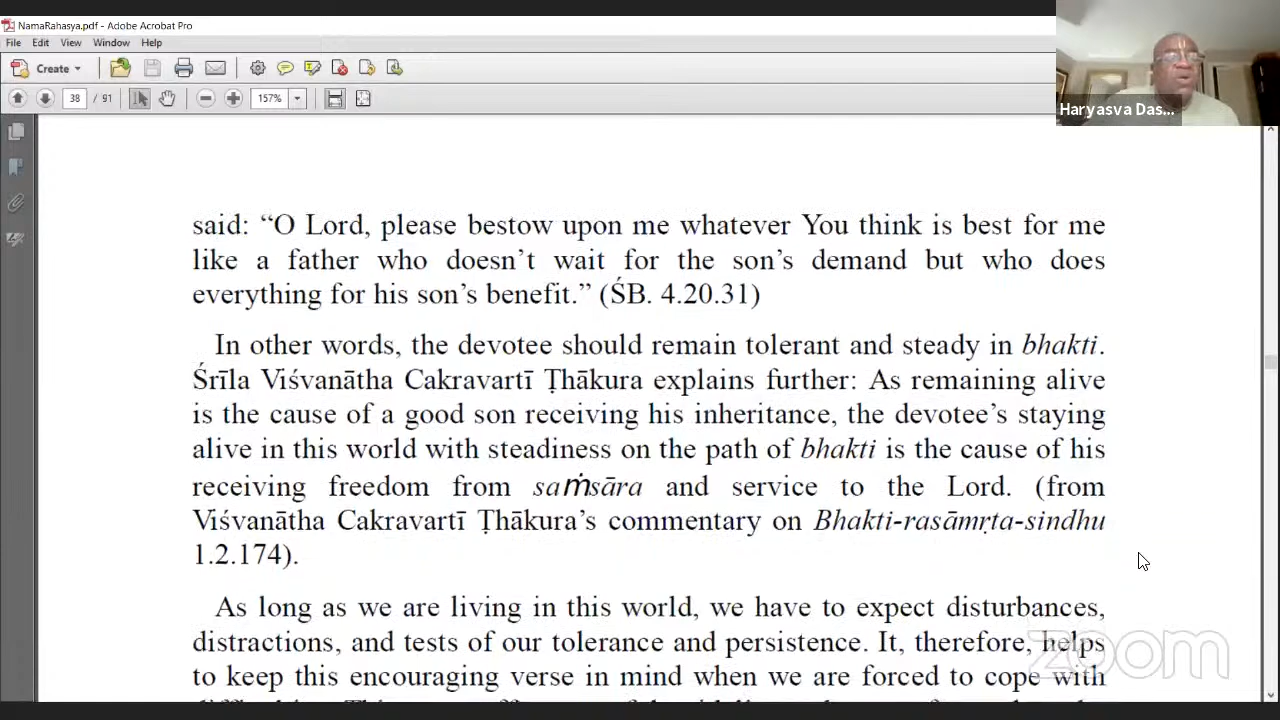 NamaRahasya.pdf - Adobe Acrobat Pro
File Edit View Window Help
Create
38 / 91
157%
Haryasva Das...
said: “O Lord, please bestow upon me whatever You think is best for me
like a father who doesn’t wait for the son’s demand but who does
everything for his son’s benefit.” (ŚB. 4.20.31)
In other words, the devotee should remain tolerant and steady in bhakti.
Śrīla Viśvanātha Cakravartī Ṭhākura explains further: As remaining alive
is the cause of a good son receiving his inheritance, the devotee’s staying
alive in this world with steadiness on the path of bhakti is the cause of his
receiving freedom from saṁsāra and service to the Lord. (from
Viśvanātha Cakravartī Ṭhākura’s commentary on Bhakti-rasāmṛta-sindhu
1.2.174).
As long as we are living in this world, we have to expect disturbances,
distractions, and tests of our tolerance and persistence. It, therefore, helps
to keep this encouraging verse in mind when we are forced to cope with
zoom